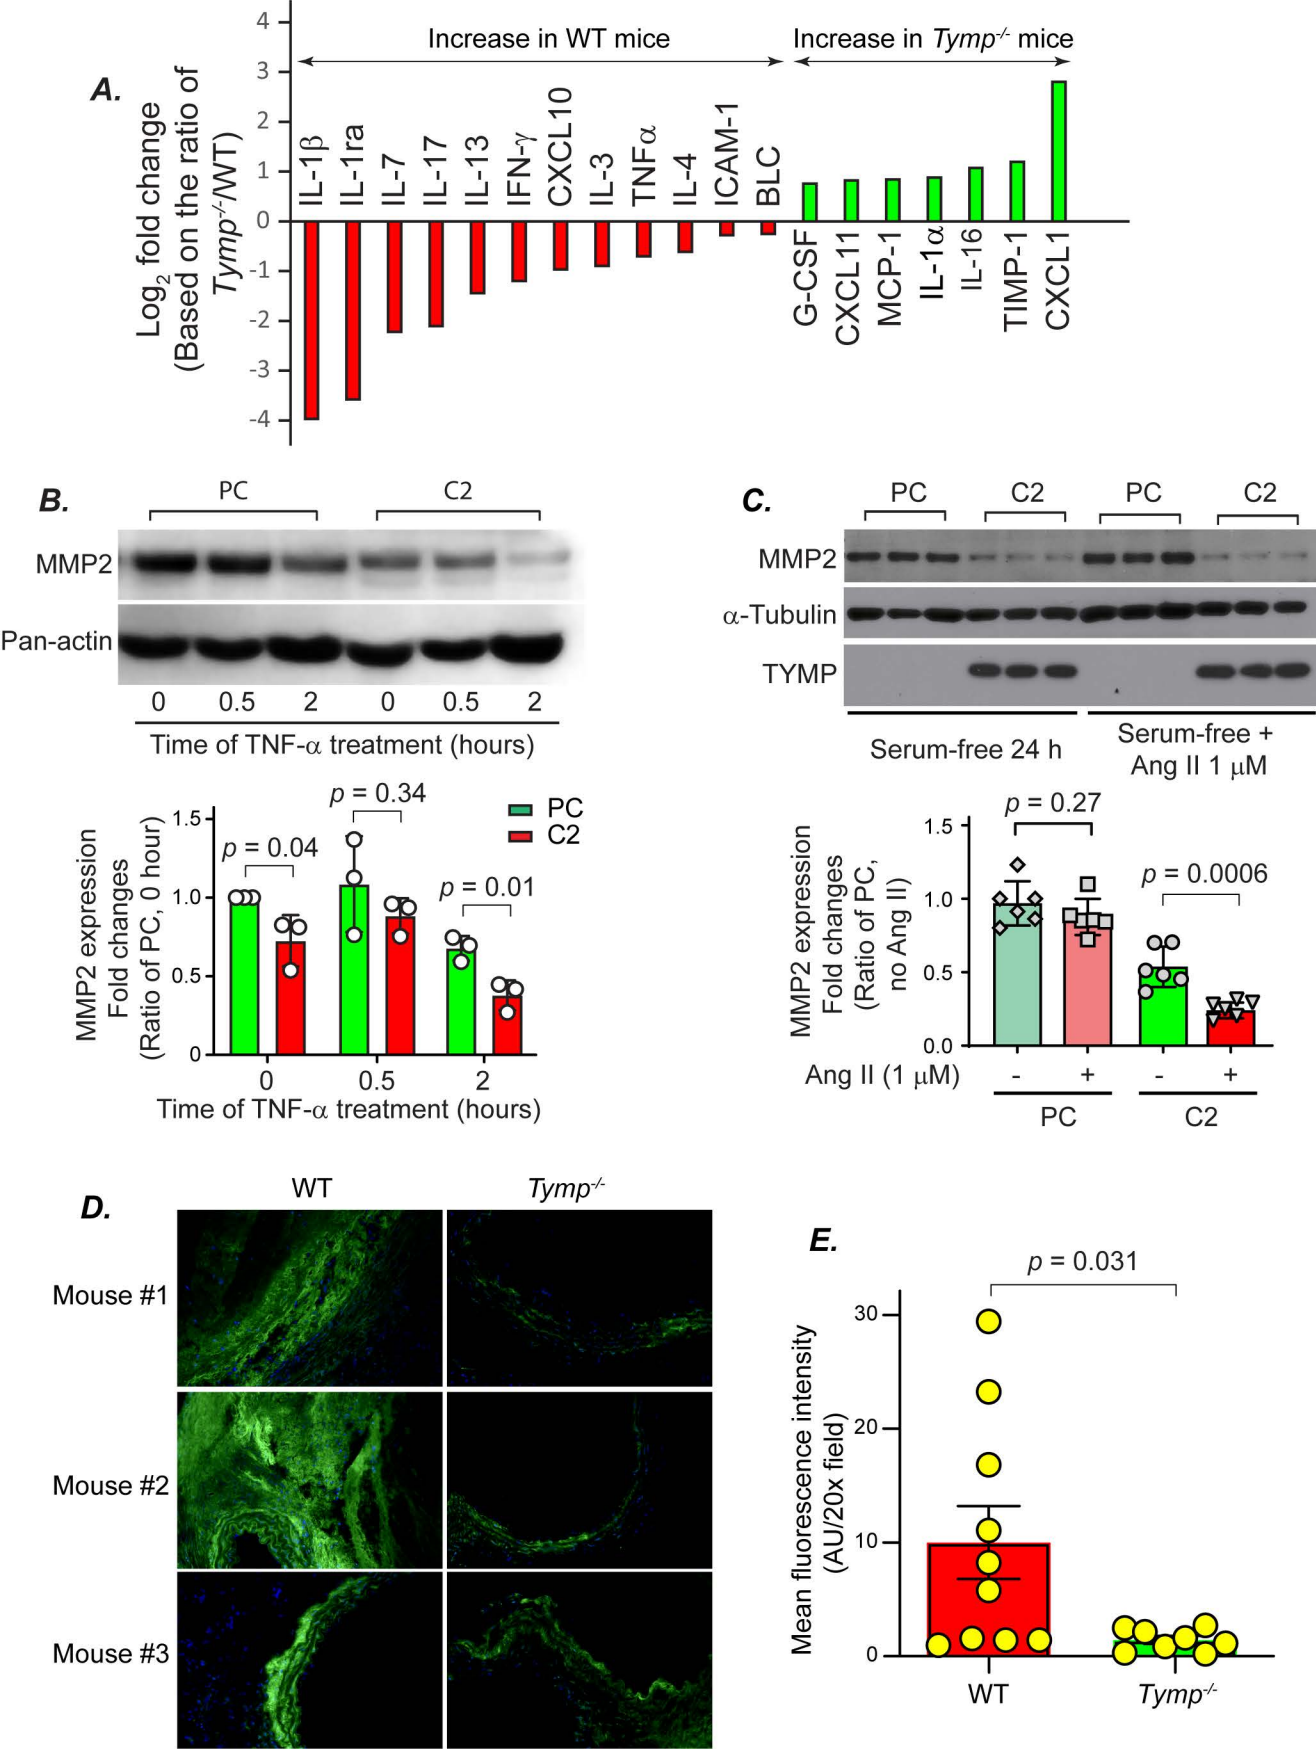 A.
Increase in WT mice
Increase in Tymp-/- mice
Log2 fold change
(Based on the ratio of
Tymp-/-/WT)
4
3
2
1
0
-1
-2
-3
-4
IL-1β
IL-1ra
IL-7
IL-17
IL-13
IFN-γ
CXCL10
IL-3
TNFα
IL-4
ICAM-1
BLC
G-CSF
CXCL11
MCP-1
IL-1α
IL-16
TIMP-1
CXCL1
B.
PC
C2
MMP2
Pan-actin
0 0.5 2 0 0.5 2
Time of TNF-α treatment (hours)
MMP2 expression
Fold changes
(Ratio of PC, 0 hour)
1.5
1.0
0.5
0
p = 0.04
p = 0.34
p = 0.01
PC
C2
0 0.5 2
Time of TNF-α treatment (hours)
C.
PC C2 PC C2
MMP2
α-Tubulin
TYMP
Serum-free 24 h
Serum-free +
Ang II 1 μM
MMP2 expression
Fold changes
(Ratio of PC,
no Ang II)
1.5
1.0
0.5
0.0
p = 0.27
p = 0.0006
Ang II (1 μM) - + - +
PC C2
D.
WT
Tymp-/-
Mouse #1
Mouse #2
Mouse #3
E.
p = 0.031
Mean fluorescence intensity
(AU/20x field)
30
20
10
0
WT
Tymp-/-